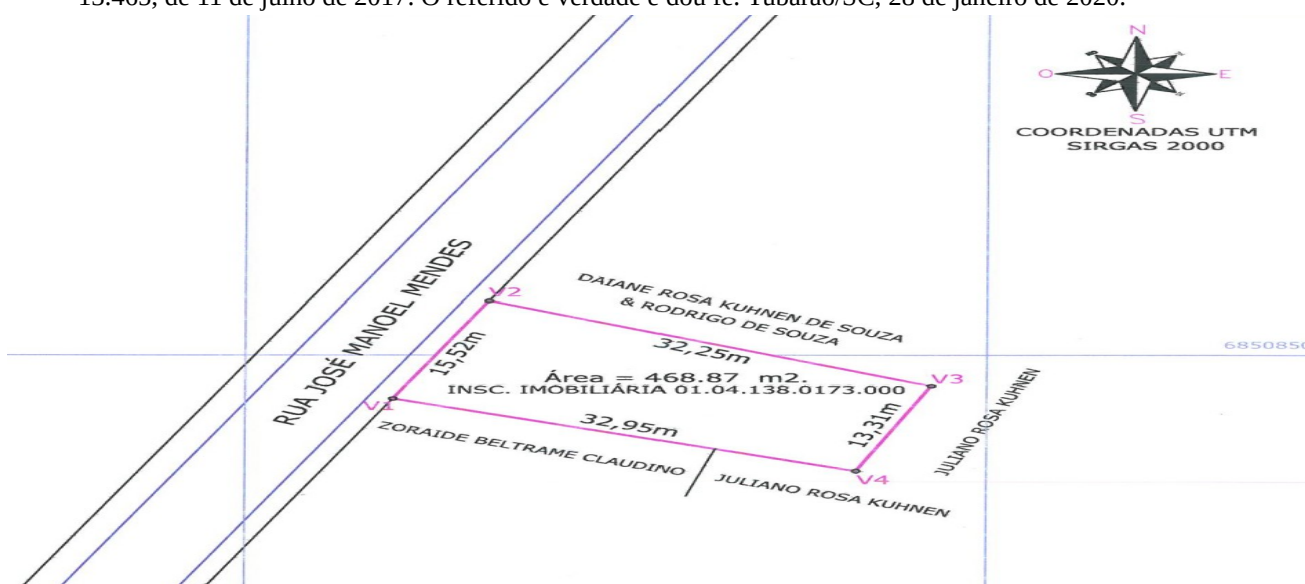 13.465, de 11 de julho de 2017. O referido é verdade e dou fé. Tubarão/SC, 28 de janeiro de 2020.
N
O
E
S
COORDENADAS UTM
SIRGAS 2000
RUA JOSÉ MANOEL MENDES
V2
DAIANE ROSA KUHNEN DE SOUZA
& RODRIGO DE SOUZA
32,25m
15,52m
6850850
V3
Área = 468.87 m2.
INSC. IMOBILIÁRIA 01.04.138.0173.000
V1
32,95m
13,31m
JULIANO ROSA KUHNEN
ZORAIDE BELTRAME CLAUDINO
JULIANO ROSA KUHNEN
V4